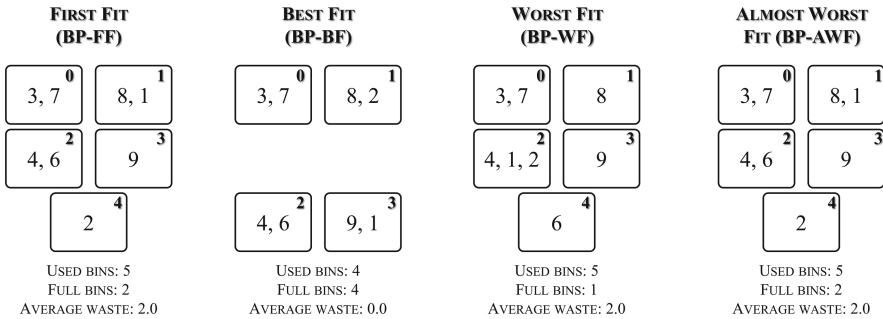 FIRST FIT
(BP-FF)
0
3, 7
1
8, 1
2
4, 6
3
9
4
2
USED BINS: 5
FULL BINS: 2
AVERAGE WASTE: 2.0
BEST FIT
(BP-BF)
0
3, 7
1
8, 2
2
4, 6
3
9, 1
USED BINS: 4
FULL BINS: 4
AVERAGE WASTE: 0.0
WORST FIT
(BP-WF)
0
3, 7
1
8
2
4, 1, 2
3
9
4
6
USED BINS: 5
FULL BINS: 1
AVERAGE WASTE: 2.0
ALMOST WORST
FIT (BP-AWF)
0
3, 7
1
8, 1
2
4, 6
3
9
4
2
USED BINS: 5
FULL BINS: 2
AVERAGE WASTE: 2.0